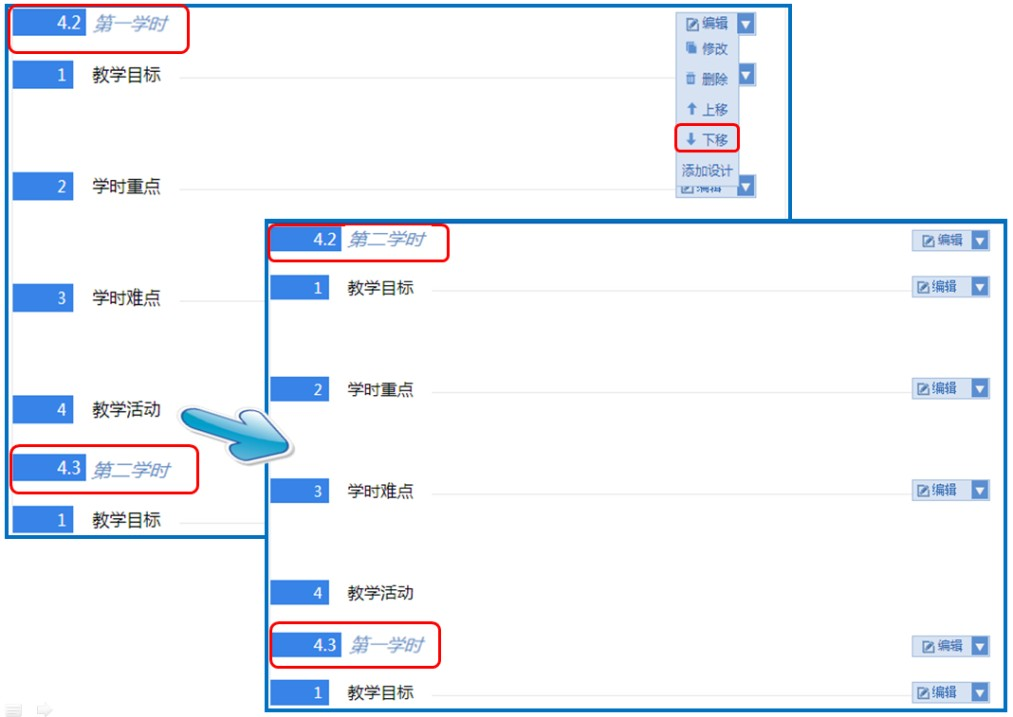 4.2 第一学时 编辑
修改
1 教学目标
删除
上移
下移
添加设计
2 学时重点 编辑
3 学时难点
4 教学活动
4.3 第二学时
1 教学目标
4.2 第二学时 编辑
1 教学目标 编辑
2 学时重点 编辑
3 学时难点 编辑
4 教学活动
4.3 第一学时 编辑
1 教学目标 编辑